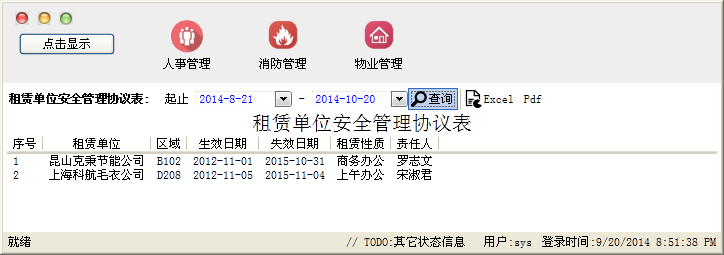 点击显示
人事管理 消防管理 物业管理
租赁单位安全管理协议表: 起止 2014-8-21 - 2014-10-20 查询 Excel Pdf
租赁单位安全管理协议表
序号 租赁单位 区域 生效日期 失效日期 租赁性质 责任人
1 昆山克秉节能公司 B102 2012-11-01 2015-10-31 商务办公 罗志文
2 上海科航毛衣公司 D208 2012-11-05 2015-11-04 上午办公 宋淑君
就绪 // TODO:其它状态信息 用户:sys 登录时间:9/20/2014 8:51:38 PM